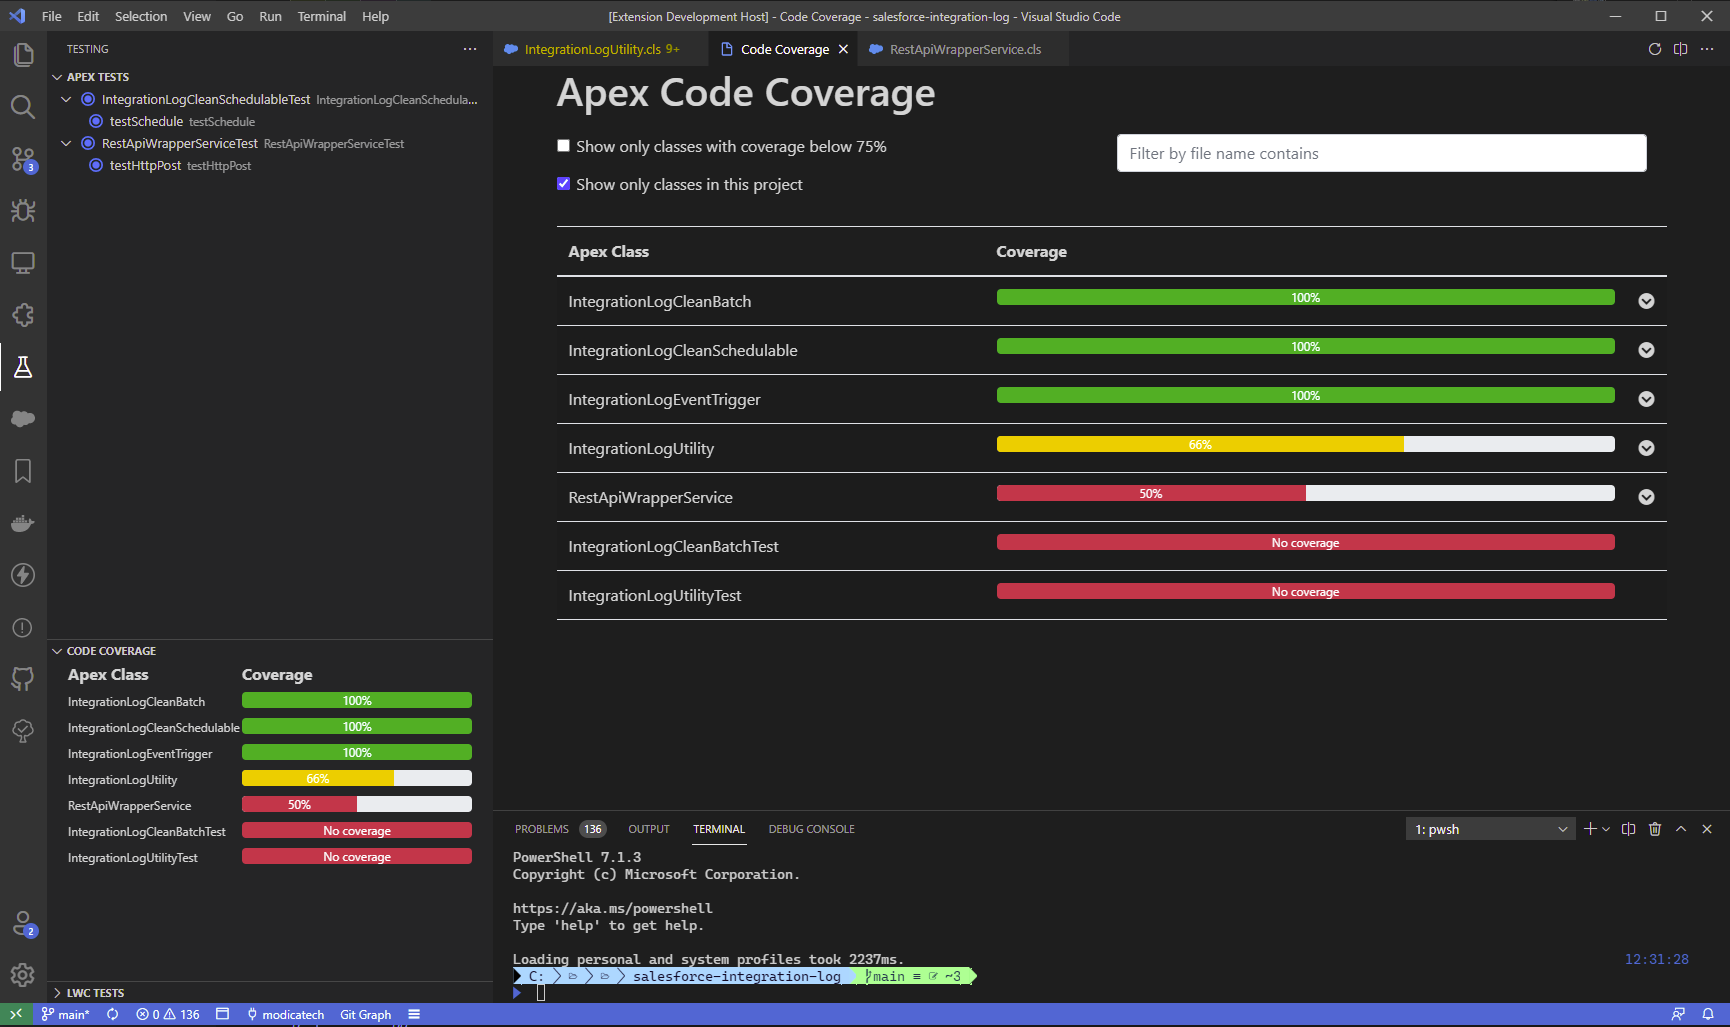 File Edit Selection View Go Run Terminal Help
[Extension Development Host] - Code Coverage - salesforce-integration-log - Visual Studio Code
TESTING
APEX TESTS
IntegrationLogCleanSchedulableTest IntegrationLogCleanSchedula...
testSchedule testSchedule
RestApiWrapperServiceTest RestApiWrapperServiceTest
testHttpPost testHttpPost
3
2
CODE COVERAGE
Apex Class Coverage
IntegrationLogCleanBatch 100%
IntegrationLogCleanSchedulable 100%
IntegrationLogEventTrigger 100%
IntegrationLogUtility 66%
RestApiWrapperService 50%
IntegrationLogCleanBatchTest No coverage
IntegrationLogUtilityTest No coverage
LWC TESTS
IntegrationLogUtility.cls 9+
Code Coverage
RestApiWrapperService.cls
Apex Code Coverage
Show only classes with coverage below 75%
Filter by file name contains
Show only classes in this project
Apex Class Coverage
IntegrationLogCleanBatch 100%
IntegrationLogCleanSchedulable 100%
IntegrationLogEventTrigger 100%
IntegrationLogUtility 66%
RestApiWrapperService 50%
IntegrationLogCleanBatchTest No coverage
IntegrationLogUtilityTest No coverage
PROBLEMS 136 OUTPUT TERMINAL DEBUG CONSOLE
1: pwsh
PowerShell 7.1.3
Copyright (c) Microsoft Corporation.
https://aka.ms/powershell
Type 'help' to get help.
Loading personal and system profiles took 2237ms.
12:31:28
C: salesforce-integration-log main ≡ ~3
main* 0 136 modicatech Git Graph